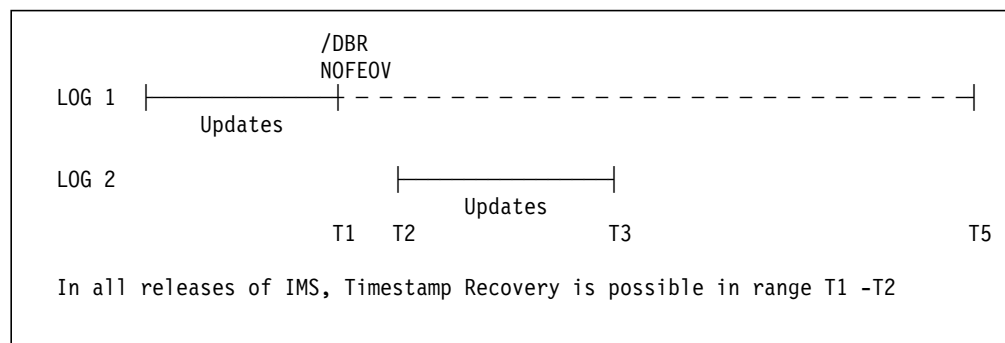 /DBR
NOFEOV
LOG 1
Updates
LOG 2
Updates
T1 T2 T3 T5
In all releases of IMS, Timestamp Recovery is possible in range T1 -T2